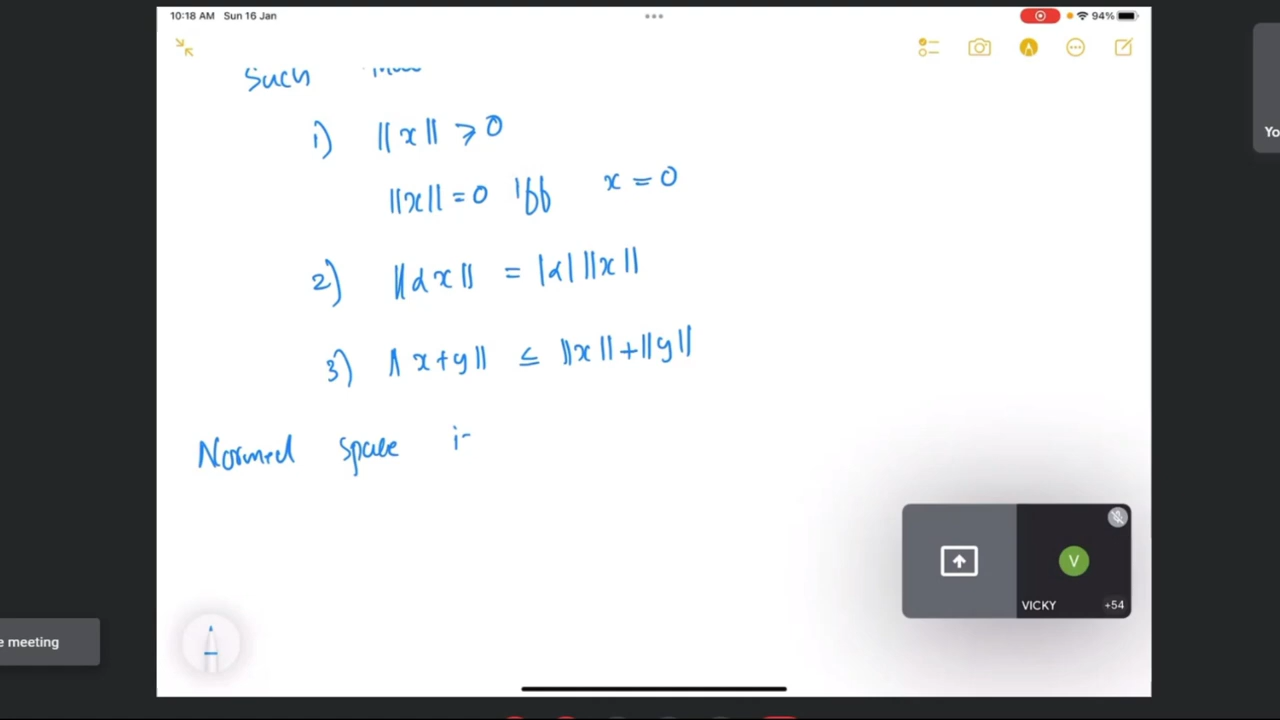 10:18 AM Sun 16 Jan 94%
Such
1) ||x|| ⩾ 0
||x|| = 0 iff x = 0
2) ||αx|| = |α| ||x||
3) ||x+y|| ≤ ||x|| + ||y||
Normed space i
V
VICKY +54
Yo
e meeting